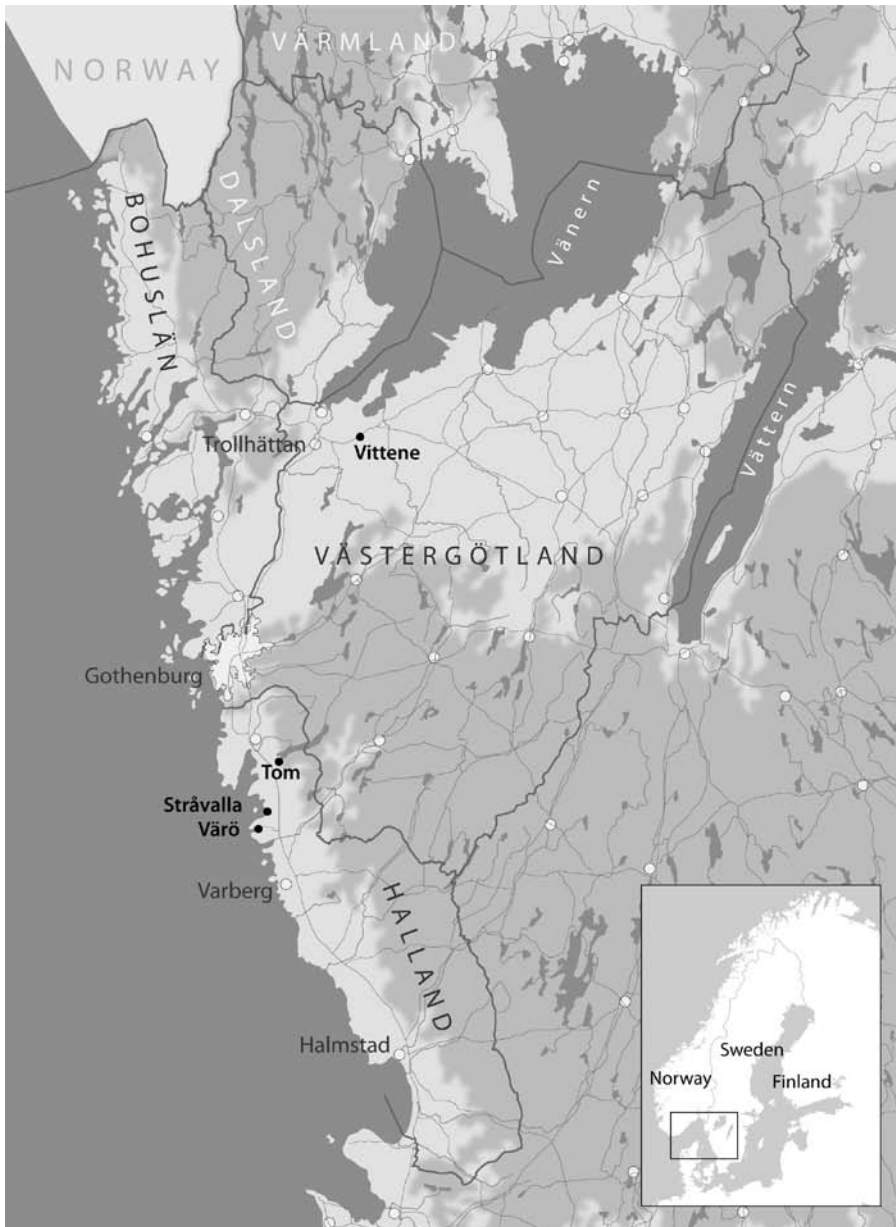 VÄRMLAND
NORWAY
BOHUSLÄN
DALSLAND
Vänern
Vättern
Trollhättan
Vittene
VÄSTERGÖTLAND
Gothenburg
Tom
Stråvalla
Värö
Varberg
HALLAND
Halmstad
Sweden
Norway
Finland